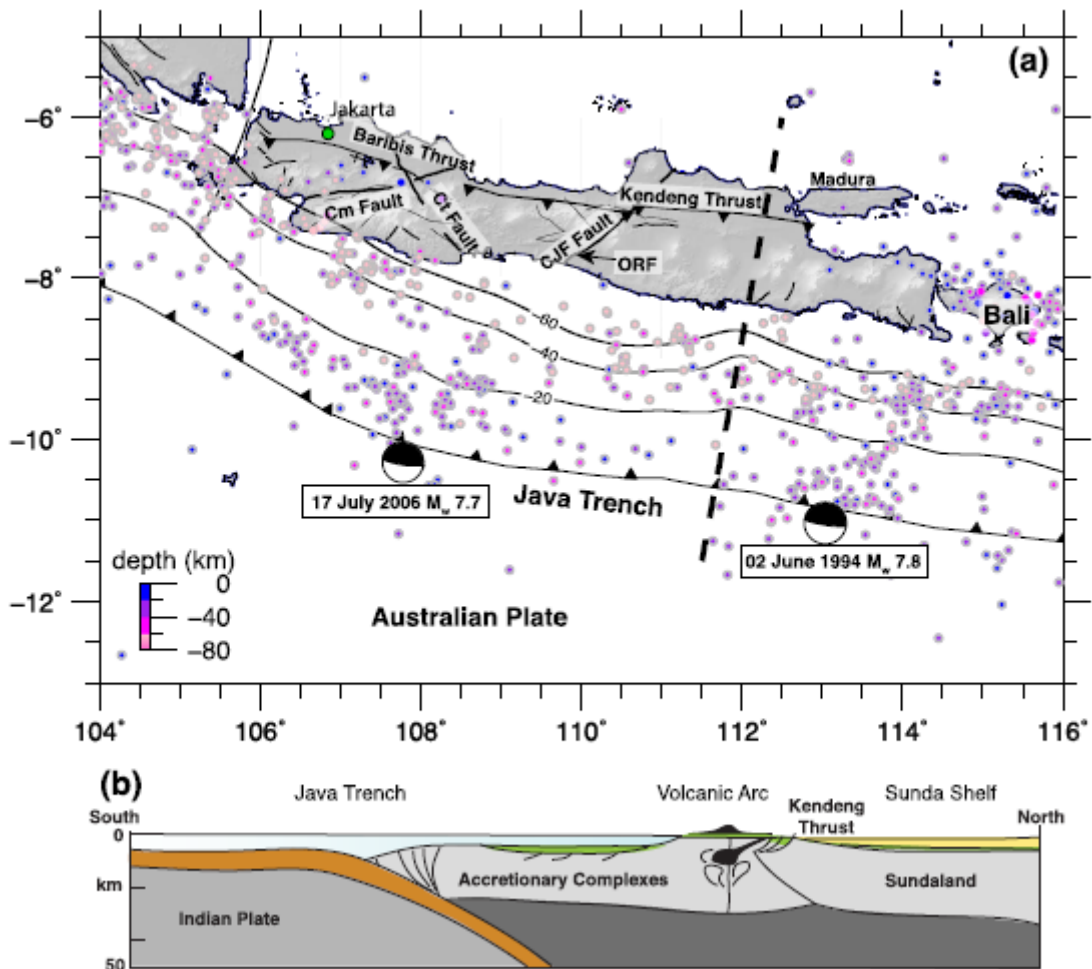 (a)
Jakarta
Baribis Thrust
Cm Fault
Ct Fault
CJF Fault
Kendeng Thrust
Madura
ORF
Bali
-60
-40
-20
-6
-8
-10
-12
17 July 2006 Mw 7.7
Java Trench
02 June 1994 Mw 7.8
depth (km)
0
-40
-80
Australian Plate
104° 106° 108° 110° 112° 114° 116°
(b)
Java Trench Volcanic Arc Sunda Shelf
South Kendeng Thrust North
0
km
50
Accretionary Complexes
Sundaland
Indian Plate